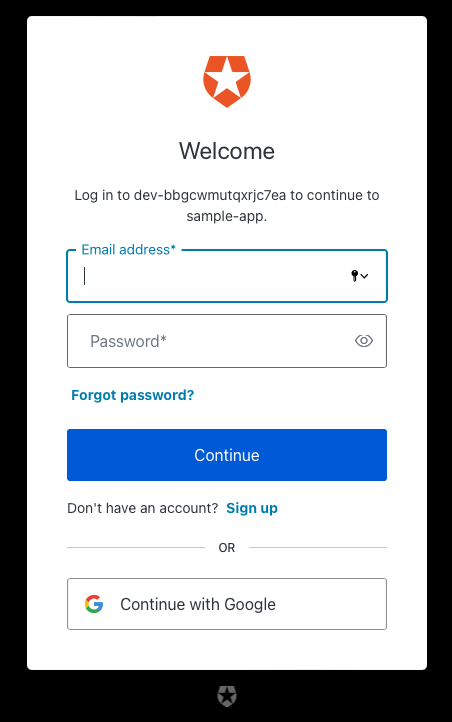 Welcome
Log in to dev-bbgcwmutqxrjc7ea to continue to
sample-app.
Email address*
Password*
Forgot password?
Continue
Don't have an account? Sign up
OR
Continue with Google